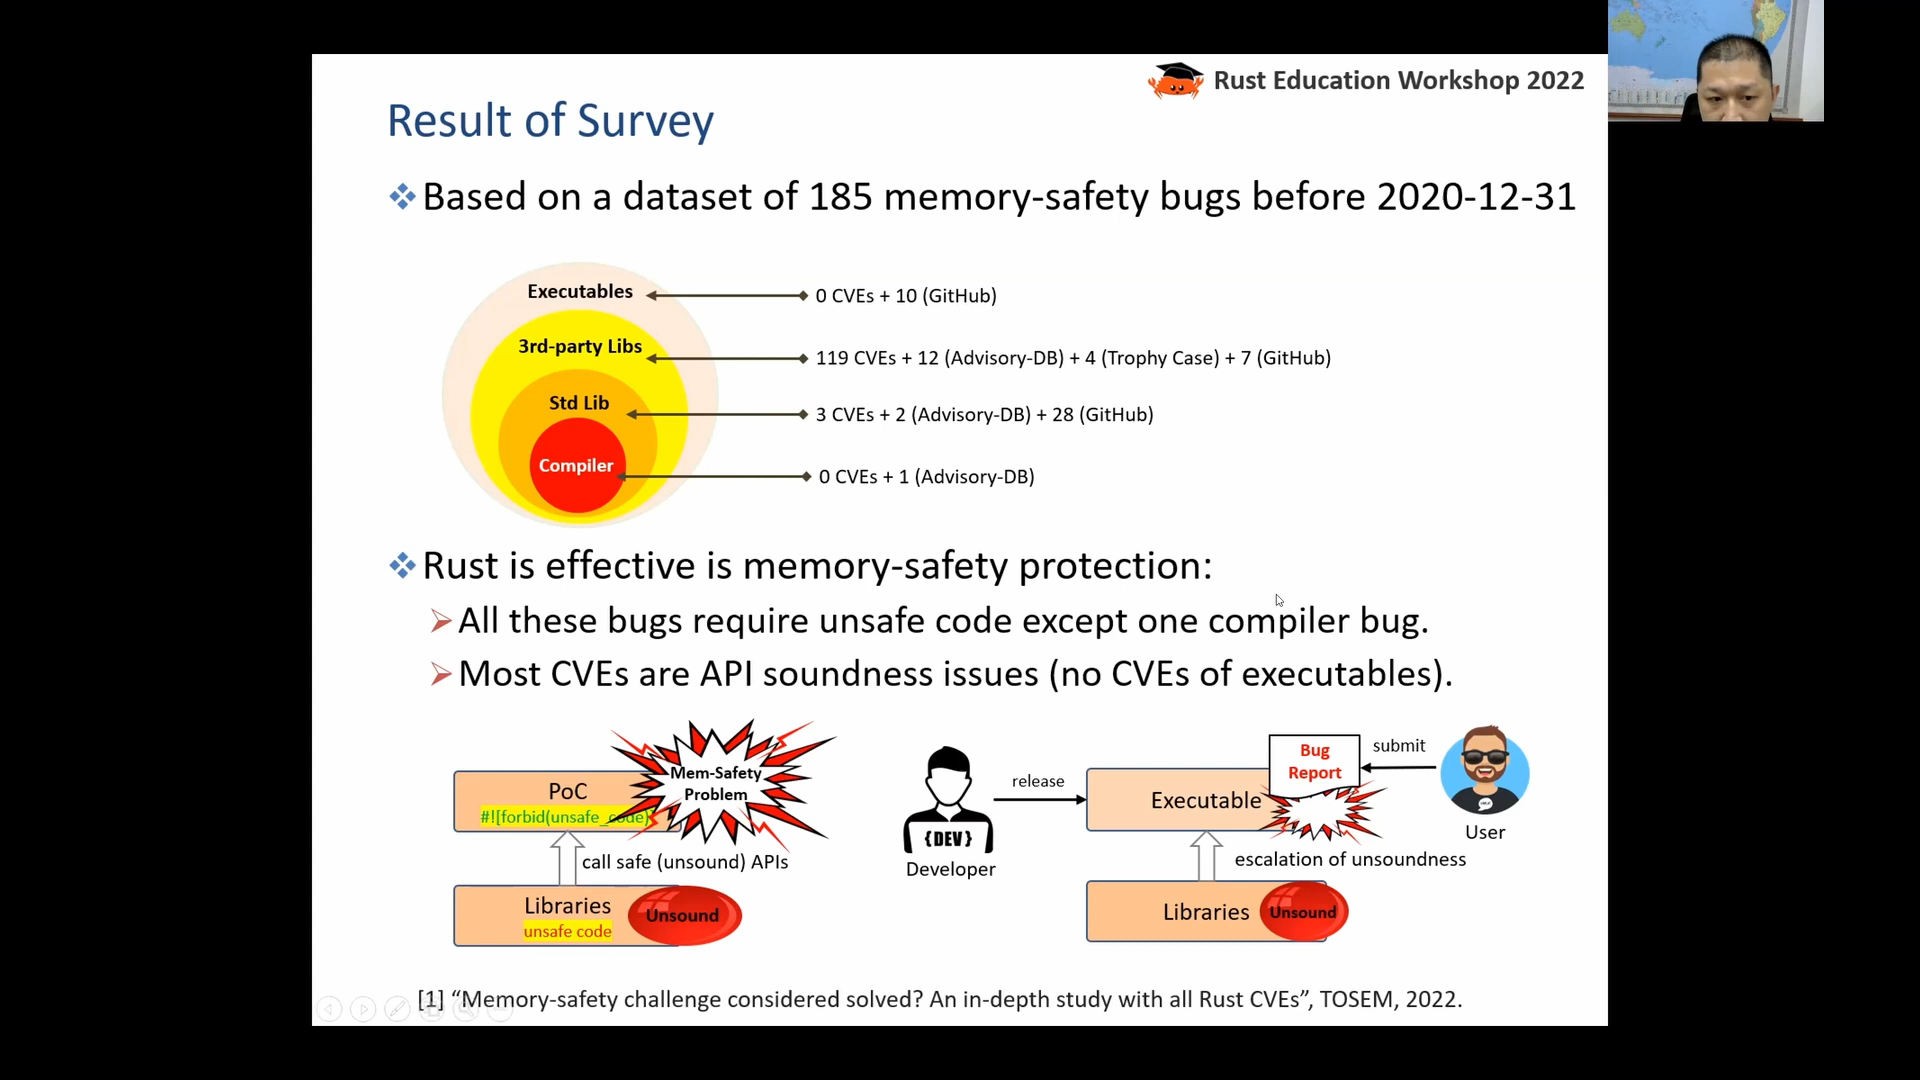 Rust Education Workshop 2022
Result of Survey
Based on a dataset of 185 memory-safety bugs before 2020-12-31
Executables
0 CVEs + 10 (GitHub)
3rd-party Libs
119 CVEs + 12 (Advisory-DB) + 4 (Trophy Case) + 7 (GitHub)
Std Lib
3 CVEs + 2 (Advisory-DB) + 28 (GitHub)
Compiler
0 CVEs + 1 (Advisory-DB)
Rust is effective is memory-safety protection:
All these bugs require unsafe code except one compiler bug.
Most CVEs are API soundness issues (no CVEs of executables).
PoC
#![forbid(unsafe_code)]
Mem-Safety
Problem
call safe (unsound) APIs
Libraries
unsafe code
Unsound
{DEV}
Developer
release
Executable
Bug
Report
submit
User
escalation of unsoundness
Libraries
Unsound
[1] “Memory-safety challenge considered solved? An in-depth study with all Rust CVEs”, TOSEM, 2022.